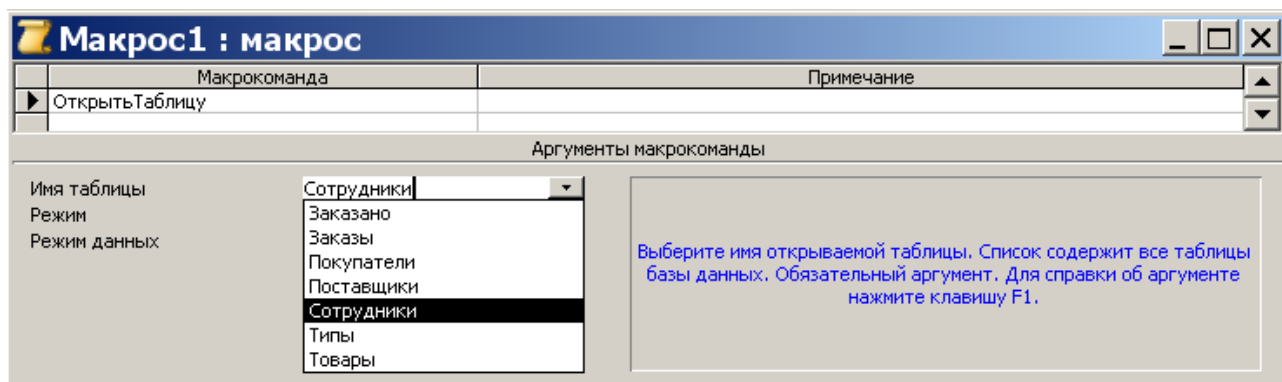 Макрос1 : макрос
Макрокоманда Примечание
ОткрытьТаблицу
Аргументы макрокоманды
Имя таблицы Сотрудники
Режим Заказано
Режим данных Заказы
Покупатели
Поставщики
Сотрудники
Типы
Товары
Выберите имя открываемой таблицы. Список содержит все таблицы
базы данных. Обязательный аргумент. Для справки об аргументе
нажмите клавишу F1.